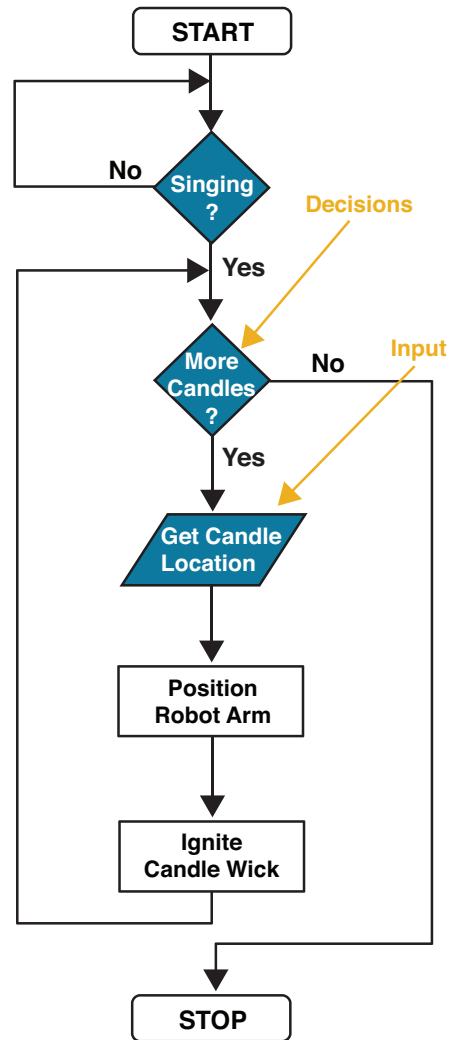 START
No
Singing
?
Decisions
Yes
Input
More
Candles
?
No
Yes
Get Candle
Location
Position
Robot Arm
Ignite
Candle Wick
STOP